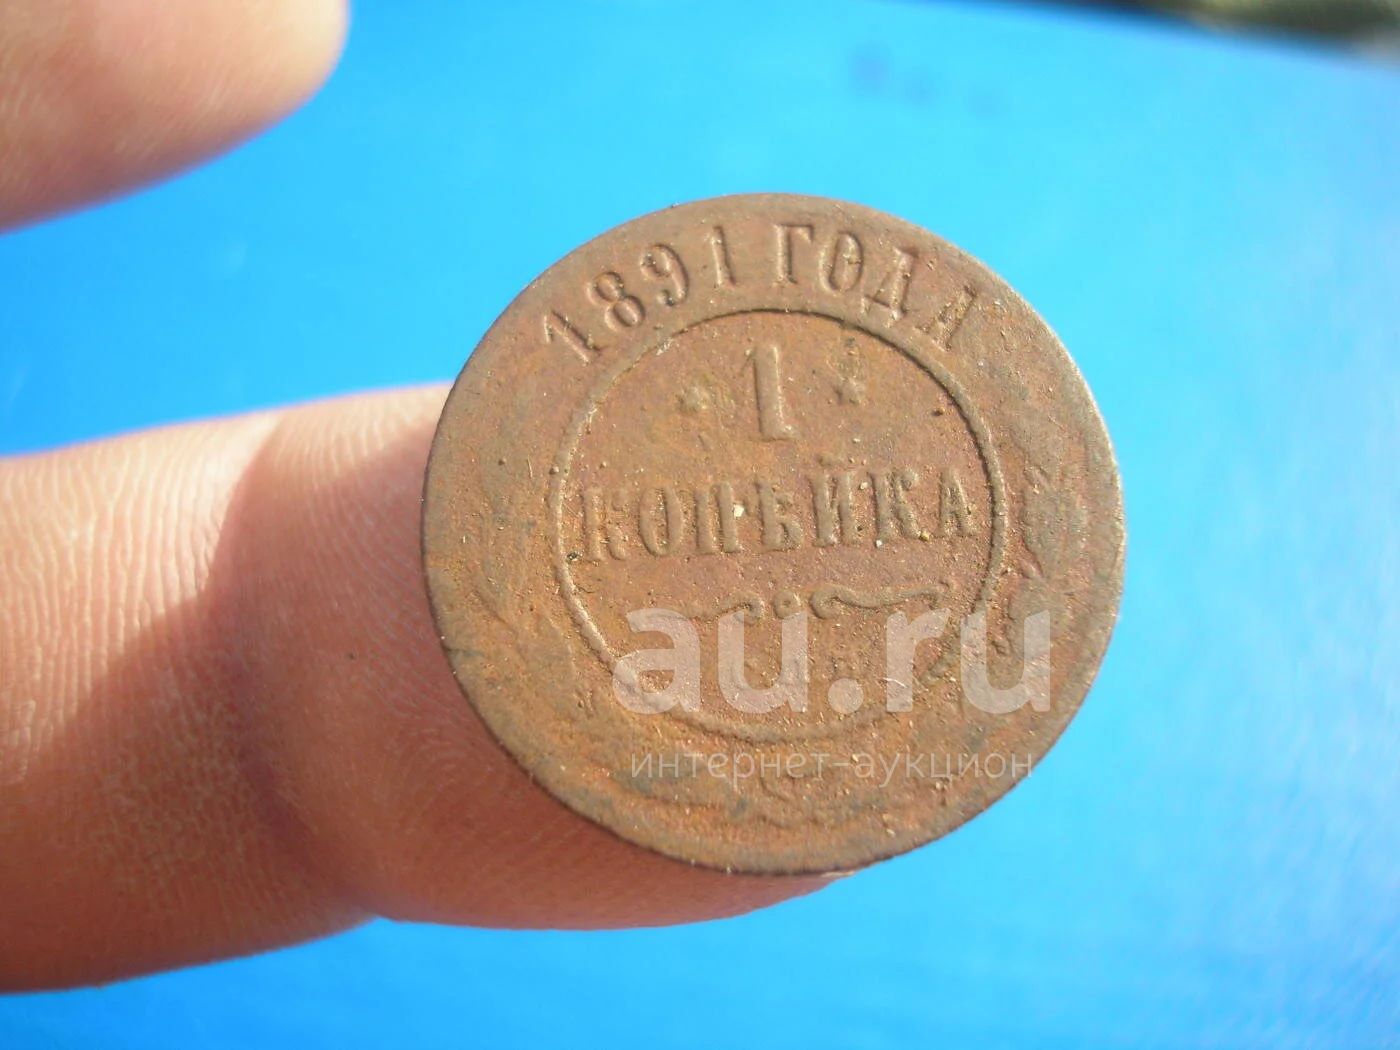 1891 ГОДА
* 1 *
КОПѢЙКА
au.ru
интернет-аукцион